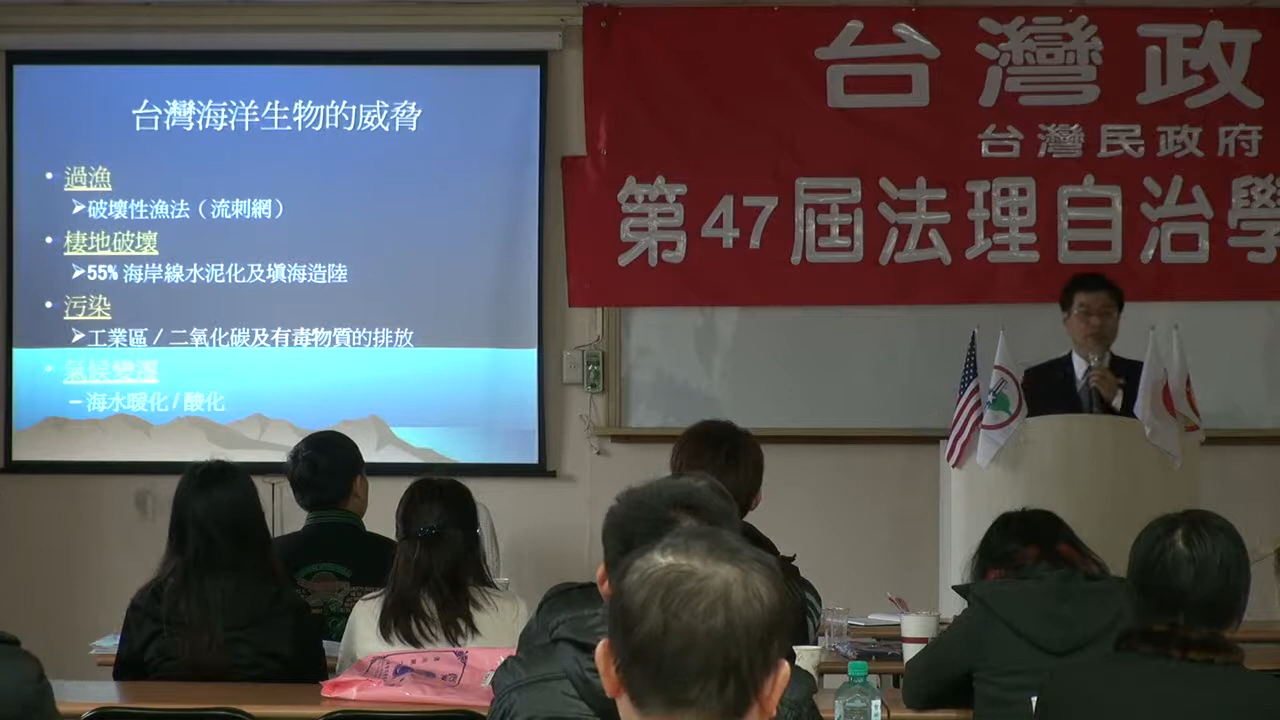 台灣海洋生物的威脅
• 過漁
➢破壞性漁法（流刺網）
• 棲地破壞
➢55% 海岸線水泥化及填海造陸
• 污染
➢工業區 / 二氧化碳及有毒物質的排放
• 氣候變遷
– 海水暖化 / 酸化
台灣政
台灣民政府
第47屆法理自治學